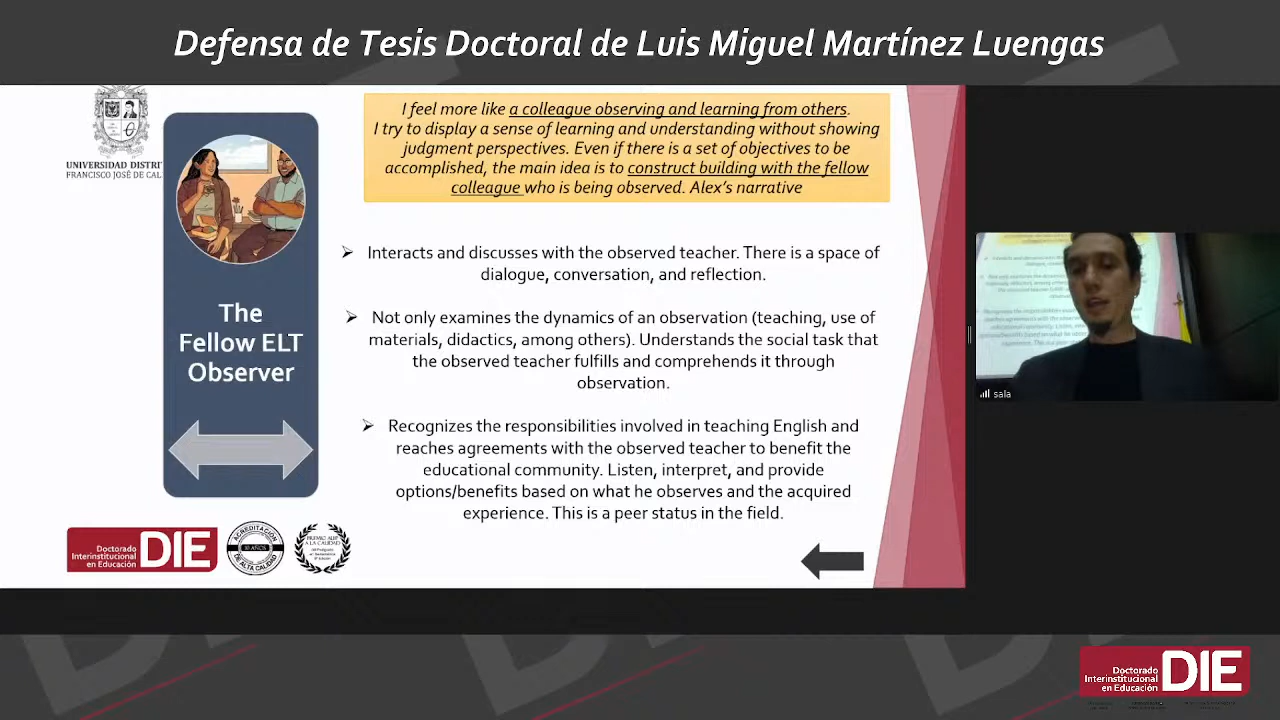 Defensa de Tesis Doctoral de Luis Miguel Martínez Luengas
UNIVERSIDAD DISTRI
FRANCISCO JOSÉ DE CAL
I feel more like a colleague observing and learning from others.
I try to display a sense of learning and understanding without showing
judgment perspectives. Even if there is a set of objectives to be
accomplished, the main idea is to construct building with the fellow
colleague who is being observed. Alex's narrative
The
Fellow ELT
Observer
➢ Interacts and discusses with the observed teacher. There is a space of
dialogue, conversation, and reflection.
➢ Not only examines the dynamics of an observation (teaching, use of
materials, didactics, among others). Understands the social task that
the observed teacher fulfills and comprehends it through
observation.
➢ Recognizes the responsibilities involved in teaching English and
reaches agreements with the observed teacher to benefit the
educational community. Listen, interpret, and provide
options/benefits based on what he observes and the acquired
experience. This is a peer status in the field.
sala
Doctorado
Interinstitucional
en Educación
DIE
ACREDITACIÓN
10 AÑOS
DE ALTA CALIDAD
PREMIO AUIP
A LA CALIDAD
Doctorado
Interinstitucional
en Educación
DIE